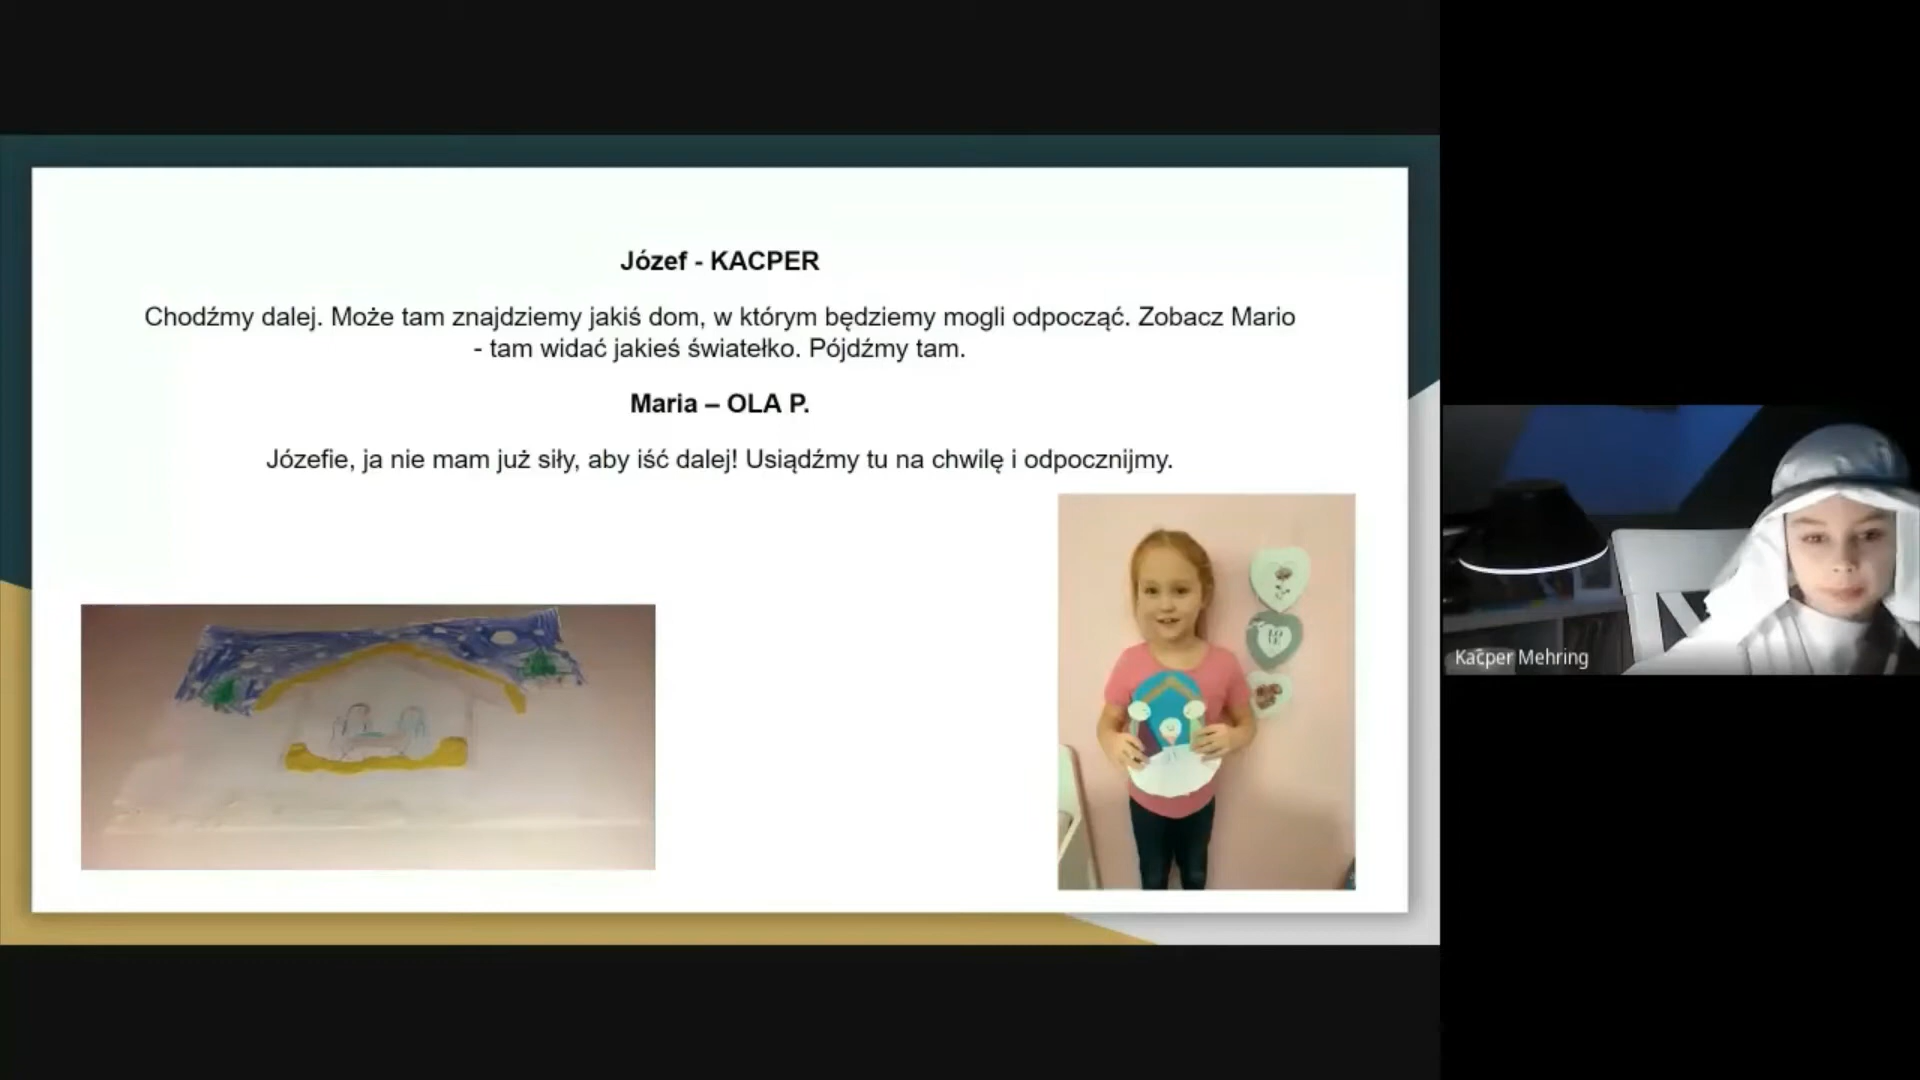 Józef - KACPER
Chodźmy dalej. Może tam znajdziemy jakiś dom, w którym będziemy mogli odpocząć. Zobacz Mario
- tam widać jakieś światełko. Pójdźmy tam.
Maria – OLA P.
Józefie, ja nie mam już siły, aby iść dalej! Usiądźmy tu na chwilę i odpocznijmy.
Kacper Mehring